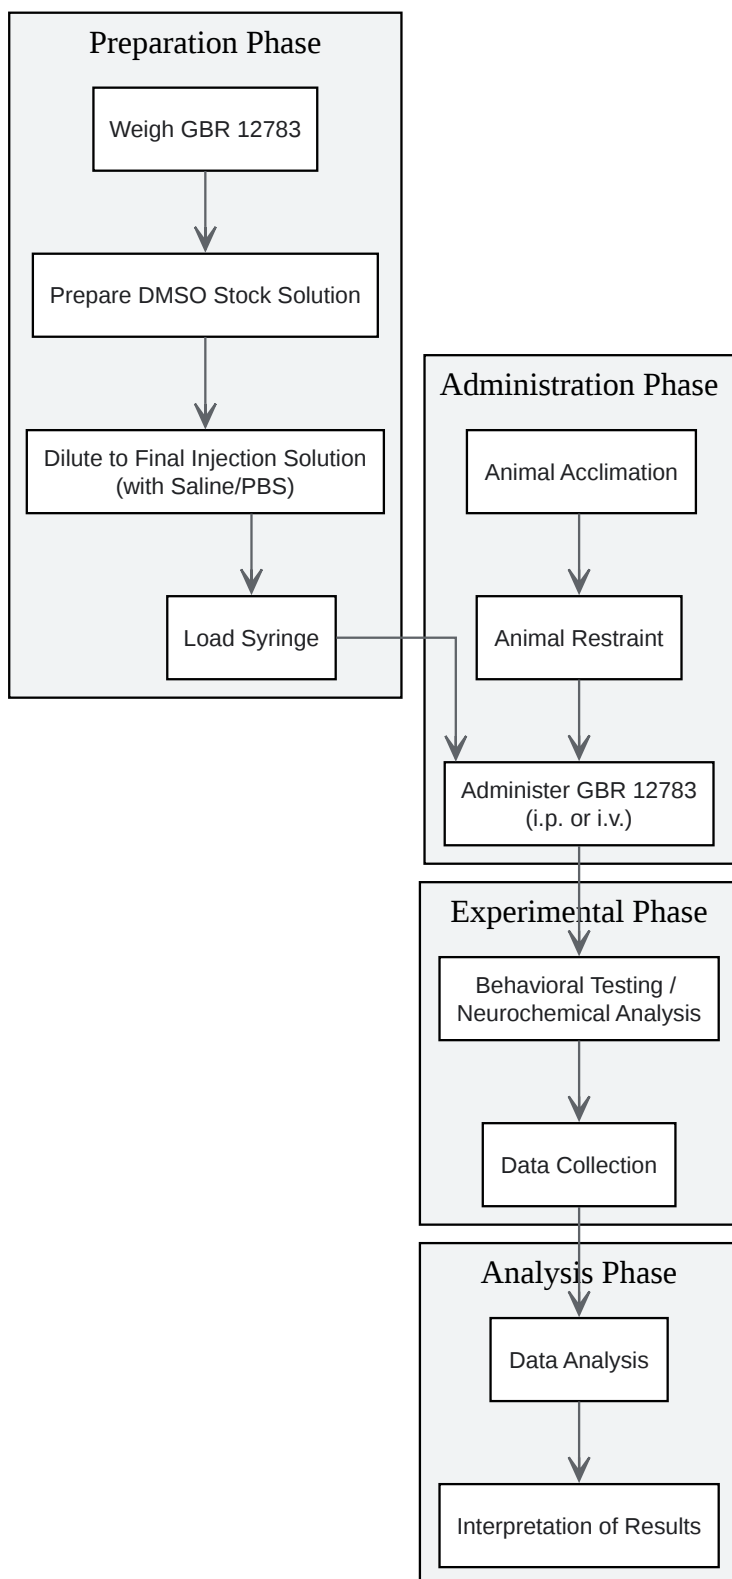 Preparation Phase
Weigh GBR 12783
Prepare DMSO Stock Solution
Dilute to Final Injection Solution
(with Saline/PBS)
Load Syringe
Administration Phase
Animal Acclimation
Animal Restraint
Administer GBR 12783
(i.p. or i.v.)
Experimental Phase
Behavioral Testing /
Neurochemical Analysis
Data Collection
Analysis Phase
Data Analysis
Interpretation of Results